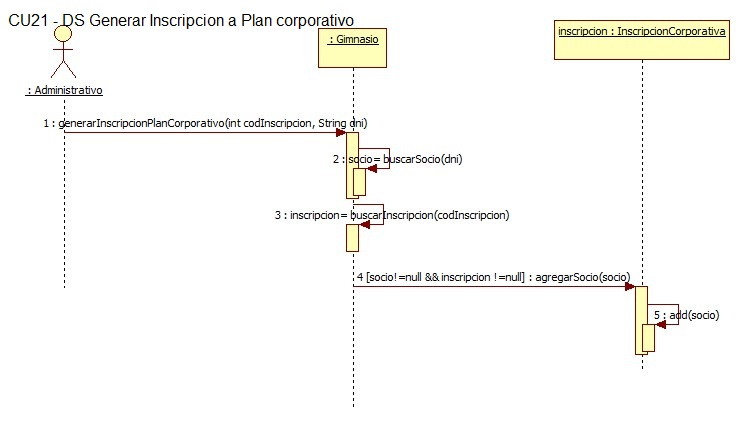 CU21 - DS Generar Inscripcion a Plan corporativo
: Gimnasio
inscripcion : InscripcionCorporativa
: Administrativo
1 : generarInscripcionPlanCorporativo(int codInscripcion, String dni)
2 : socio= buscarSocio(dni)
3 : inscripcion= buscarInscripcion(codInscripcion)
4 [socio!=null && inscripcion !=null] : agregarSocio(socio)
5 : add(socio)